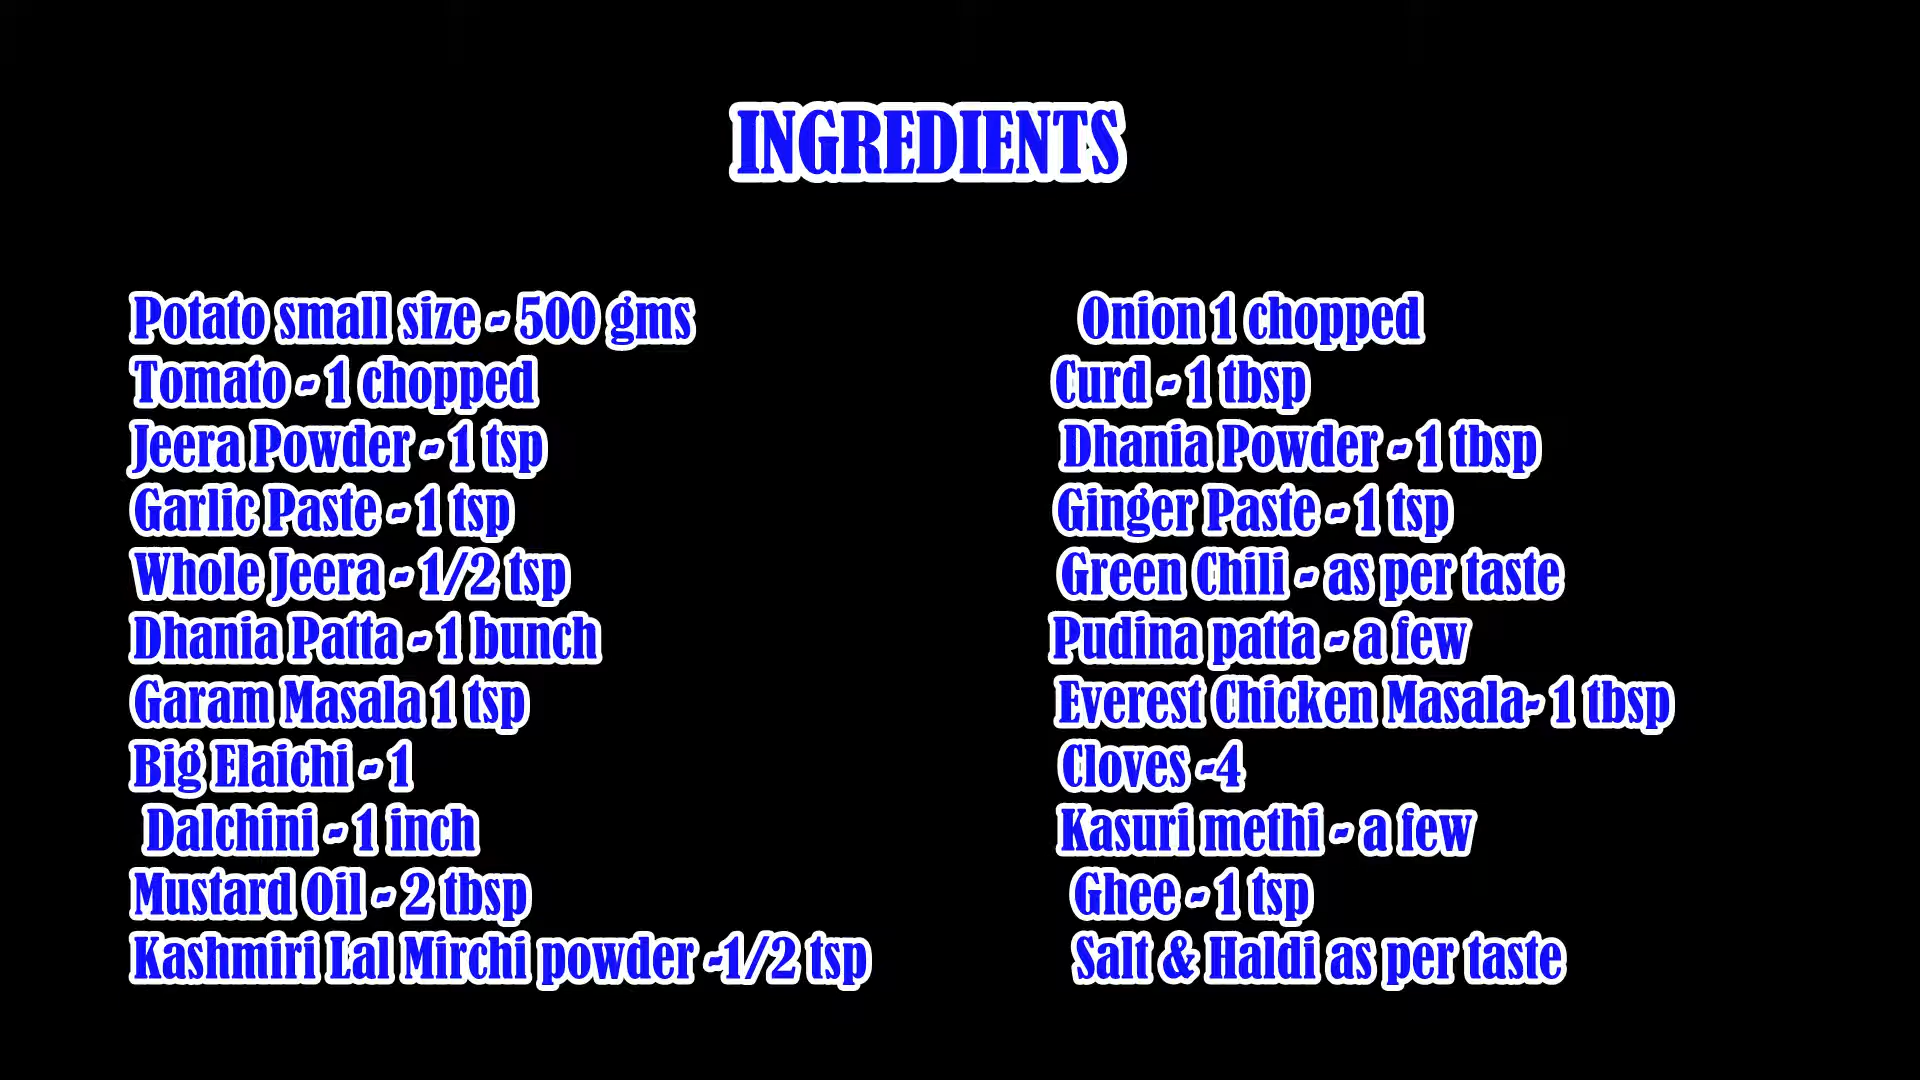 INGREDIENTS
Potato small size - 500 gms
Onion 1 chopped
Tomato - 1 chopped
Curd - 1 tbsp
Jeera Powder - 1 tsp
Dhania Powder - 1 tbsp
Garlic Paste - 1 tsp
Ginger Paste - 1 tsp
Whole Jeera - 1/2 tsp
Green Chili - as per taste
Dhania Patta - 1 bunch
Pudina patta - a few
Garam Masala 1 tsp
Everest Chicken Masala- 1 tbsp
Big Elaichi - 1
Cloves -4
Dalchini - 1 inch
Kasuri methi - a few
Mustard Oil - 2 tbsp
Ghee - 1 tsp
Kashmiri Lal Mirchi powder -1/2 tsp
Salt & Haldi as per taste